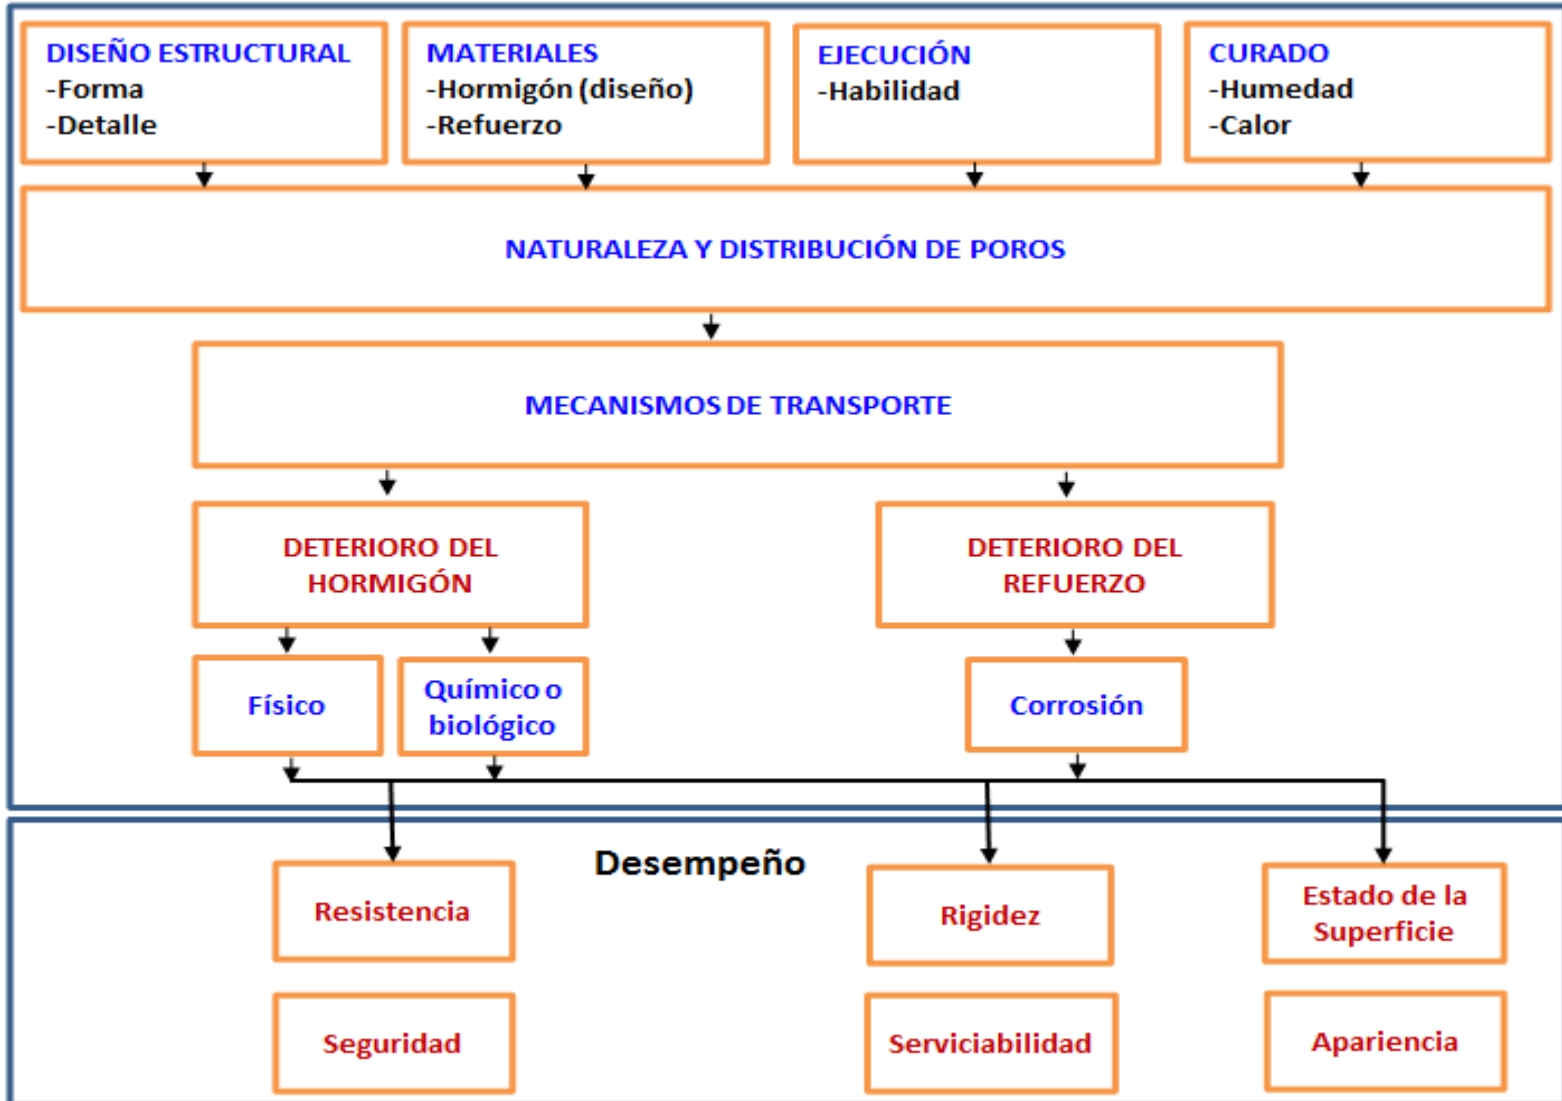 DISEÑO ESTRUCTURAL
-Forma
-Detalle
MATERIALES
-Hormigón (diseño)
-Refuerzo
EJECUCIÓN
-Habilidad
CURADO
-Humedad
-Calor
NATURALEZA Y DISTRIBUCIÓN DE POROS
MECANISMOS DE TRANSPORTE
DETERIORO DEL
HORMIGÓN
DETERIORO DEL
REFUERZO
Físico
Químico o
biológico
Corrosión
Desempeño
Resistencia
Rigidez
Estado de la
Superficie
Seguridad
Serviciabilidad
Apariencia